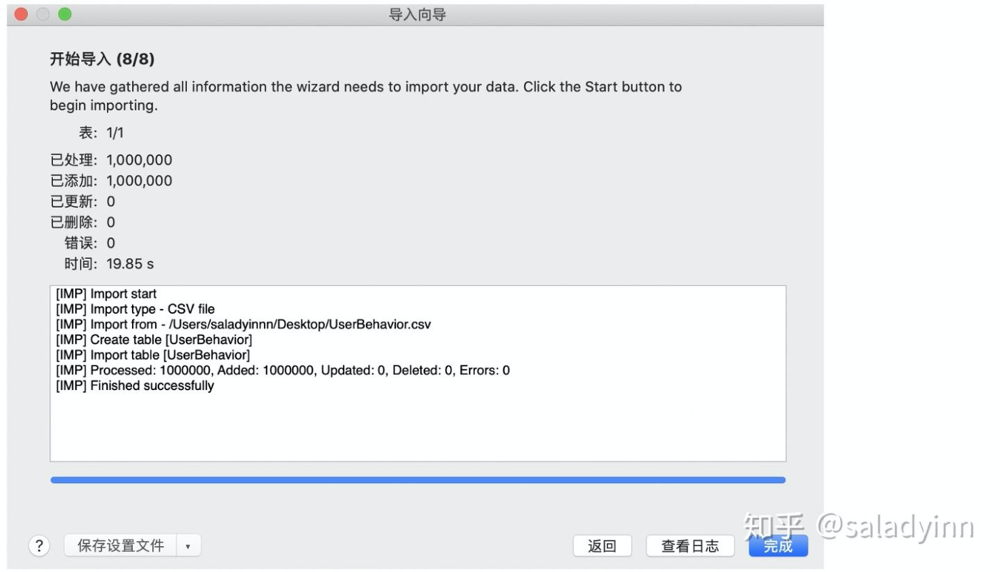 导入向导
开始导入 (8/8)
We have gathered all information the wizard needs to import your data. Click the Start button to
begin importing.
表: 1/1
已处理: 1,000,000
已添加: 1,000,000
已更新: 0
已删除: 0
错误: 0
时间: 19.85 s
[IMP] Import start
[IMP] Import type - CSV file
[IMP] Import from - /Users/saladyinnn/Desktop/UserBehavior.csv
[IMP] Create table [UserBehavior]
[IMP] Import table [UserBehavior]
[IMP] Processed: 1000000, Added: 1000000, Updated: 0, Deleted: 0, Errors: 0
[IMP] Finished successfully
知乎 @saladyinn
? 保存设置文件 ▾ 返回 查看日志 完成